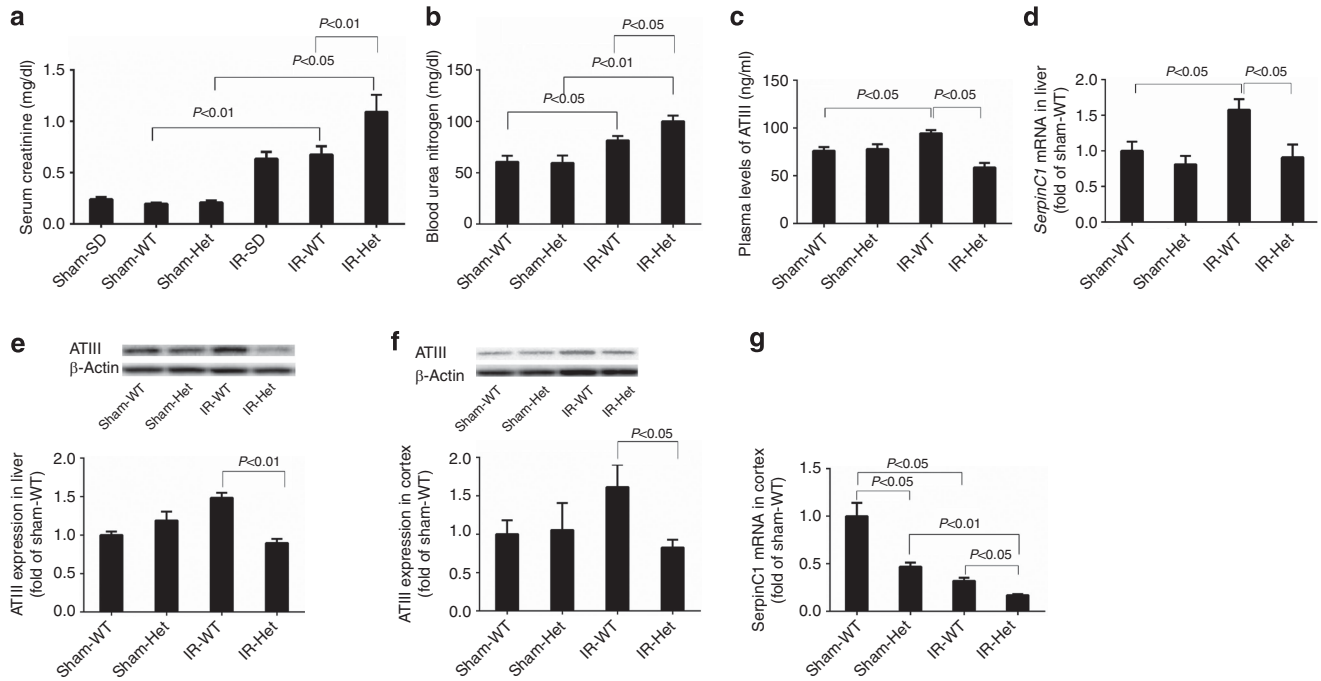 a
Serum creatinine (mg/dl)
1.5
1.0
0.5
0.0
P<0.01
P<0.05
P<0.01
Sham-SD
Sham-WT
Sham-Het
IR-SD
IR-WT
IR-Het
b
Blood urea nitrogen (mg/dl)
150
100
50
0
P<0.05
P<0.01
P<0.05
Sham-WT
Sham-Het
IR-WT
IR-Het
c
Plasma levels of ATIII (ng/ml)
150
100
50
0
P<0.05
P<0.05
Sham-WT
Sham-Het
IR-WT
IR-Het
d
SerpinC1 mRNA in liver
(fold of sham-WT)
2.0
1.5
1.0
0.5
0.0
P<0.05
P<0.05
Sham-WT
Sham-Het
IR-WT
IR-Het
e
ATIII
β-Actin
Sham-WT
Sham-Het
IR-WT
IR-Het
ATIII expression in liver
(fold of sham-WT)
2.0
1.5
1.0
0.5
0.0
P<0.01
Sham-WT
Sham-Het
IR-WT
IR-Het
f
ATIII
β-Actin
Sham-WT
Sham-Het
IR-WT
IR-Het
ATIII expression in cortex
(fold of sham-WT)
2.0
1.5
1.0
0.5
0.0
P<0.05
Sham-WT
Sham-Het
IR-WT
IR-Het
g
SerpinC1 mRNA in cortex
(fold of sham-WT)
1.5
1.0
0.5
0.0
P<0.05
P<0.05
P<0.01
P<0.05
Sham-WT
Sham-Het
IR-WT
IR-Het